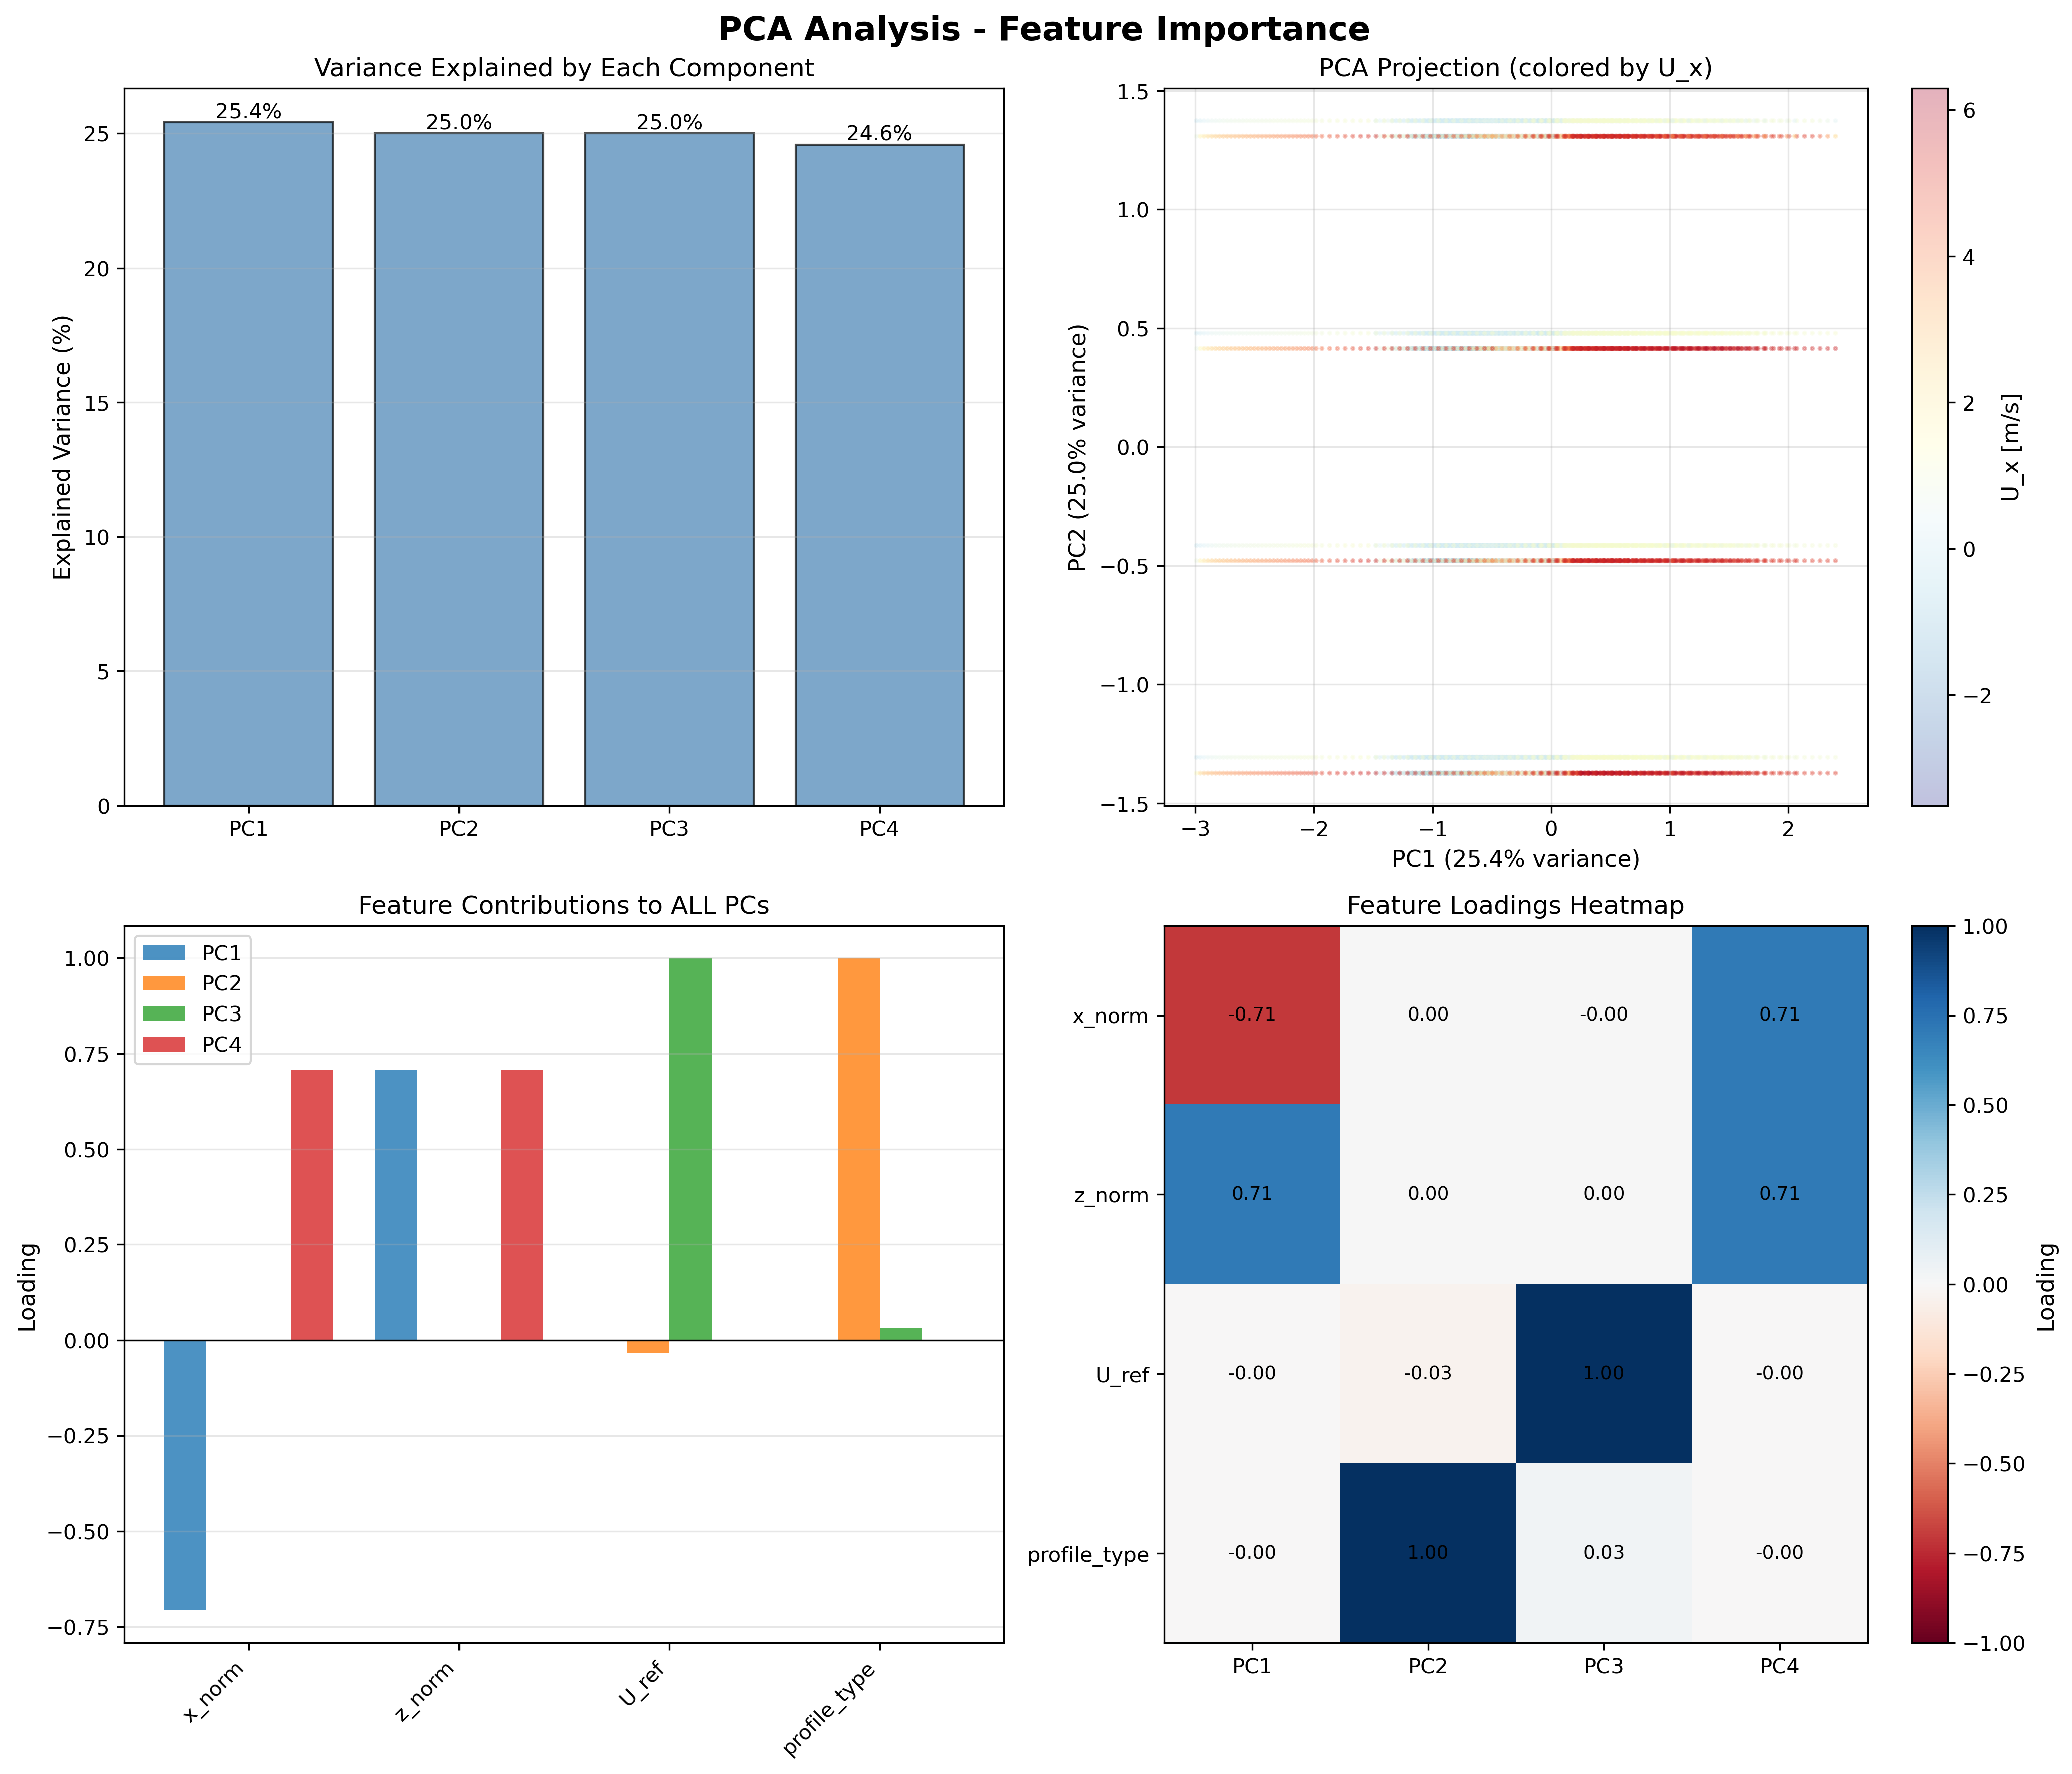 PCA Analysis - Feature Importance
Variance Explained by Each Component
Explained Variance (%)
25
20
15
10
5
0
25.4%
25.0%
25.0%
24.6%
PC1
PC2
PC3
PC4
PCA Projection (colored by U_x)
PC2 (25.0% variance)
1.5
1.0
0.5
0.0
−0.5
−1.0
−1.5
−3
−2
−1
0
1
2
PC1 (25.4% variance)
6
4
2
0
−2
U_x [m/s]
Feature Contributions to ALL PCs
PC1
PC2
PC3
PC4
Loading
1.00
0.75
0.50
0.25
0.00
−0.25
−0.50
−0.75
x_norm
z_norm
U_ref
profile_type
Feature Loadings Heatmap
x_norm
-0.71
0.00
-0.00
0.71
z_norm
0.71
0.00
0.00
0.71
U_ref
-0.00
-0.03
1.00
-0.00
profile_type
-0.00
1.00
0.03
-0.00
PC1
PC2
PC3
PC4
1.00
0.75
0.50
0.25
0.00
−0.25
−0.50
−0.75
−1.00
Loading